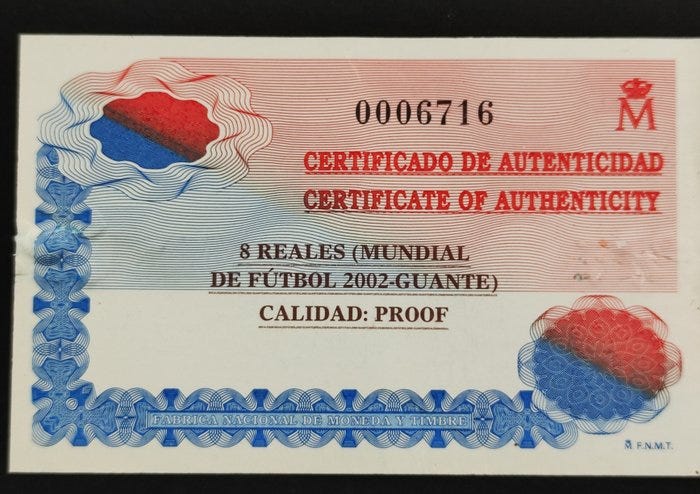 0006716
M
CERTIFICADO DE AUTENTICIDAD
CERTIFICATE OF AUTHENTICITY
8 REALES (MUNDIAL
DE FÚTBOL 2002-GUANTE)
CALIDAD: PROOF
FABRICA NACIONAL DE MONEDA Y TIMBRE
M F.N.M.T.